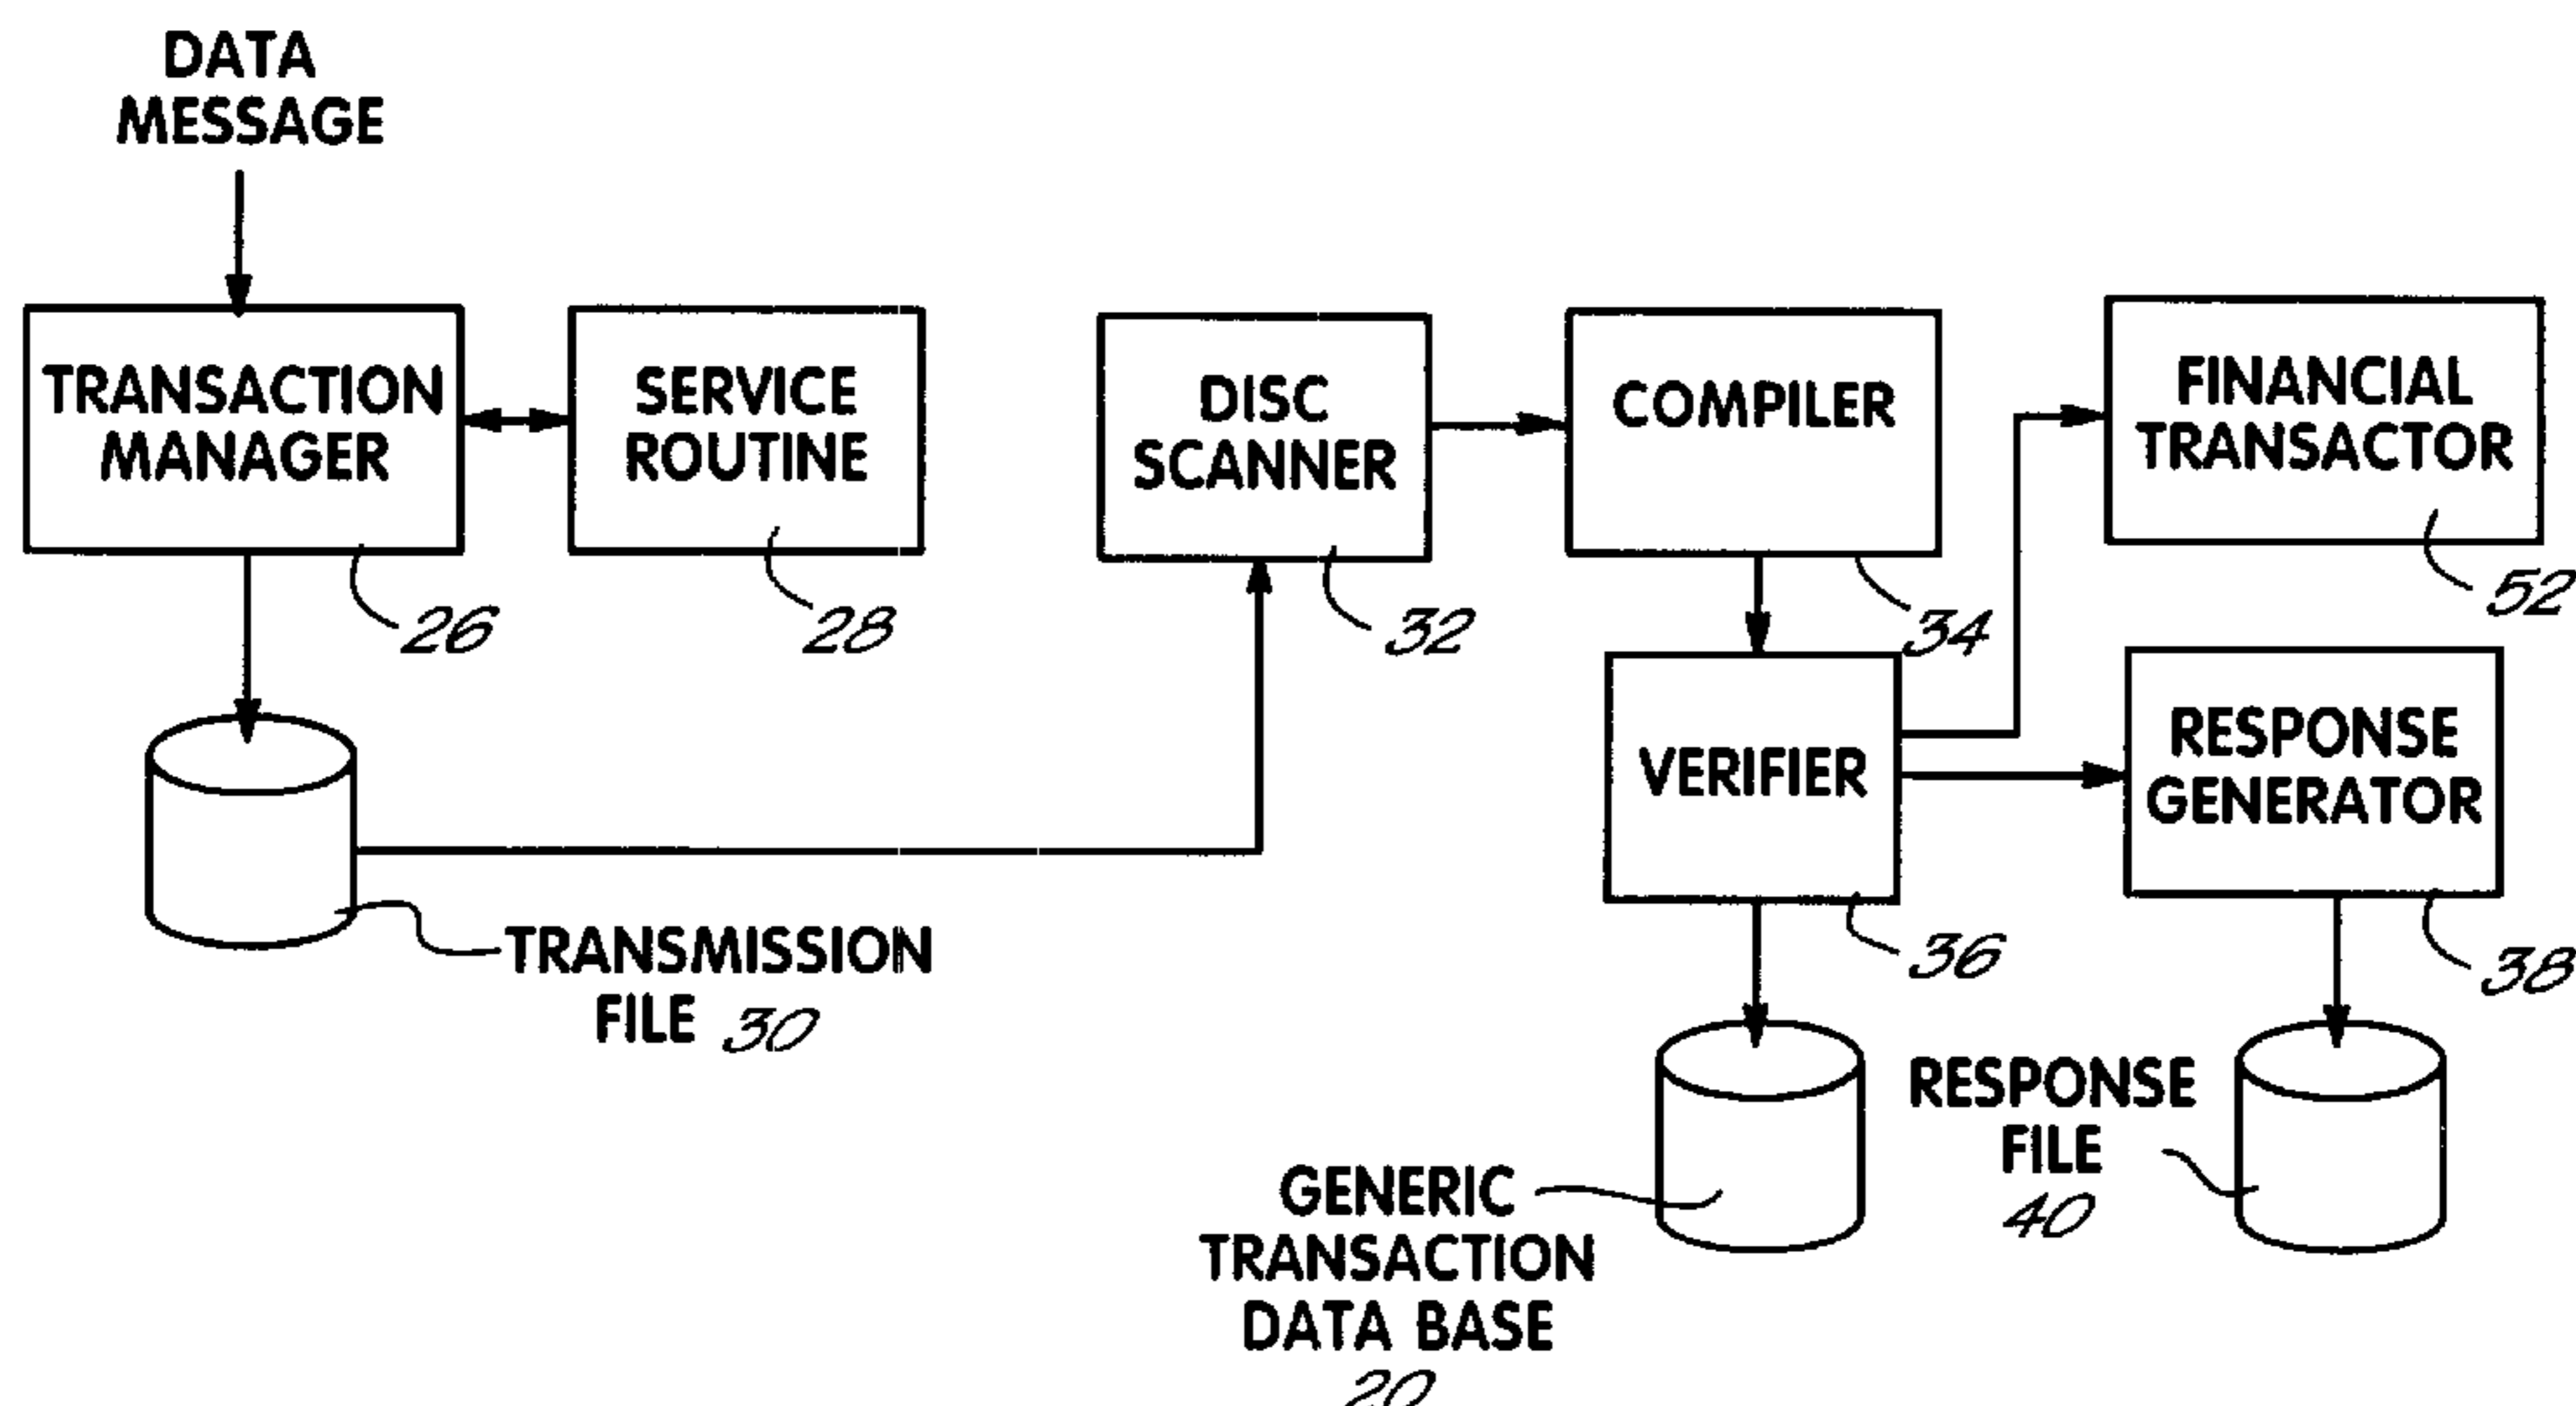 DATA
MESSAGE
TRANSACTION
MANAGER
26
SERVICE
ROUTINE
28
DISC
SCANNER
32
COMPILER
34
FINANCIAL
TRANSACTOR
52
VERIFIER
36
RESPONSE
GENERATOR
38
TRANSMISSION
FILE 30
GENERIC
TRANSACTION
DATA BASE
20
RESPONSE
FILE
40